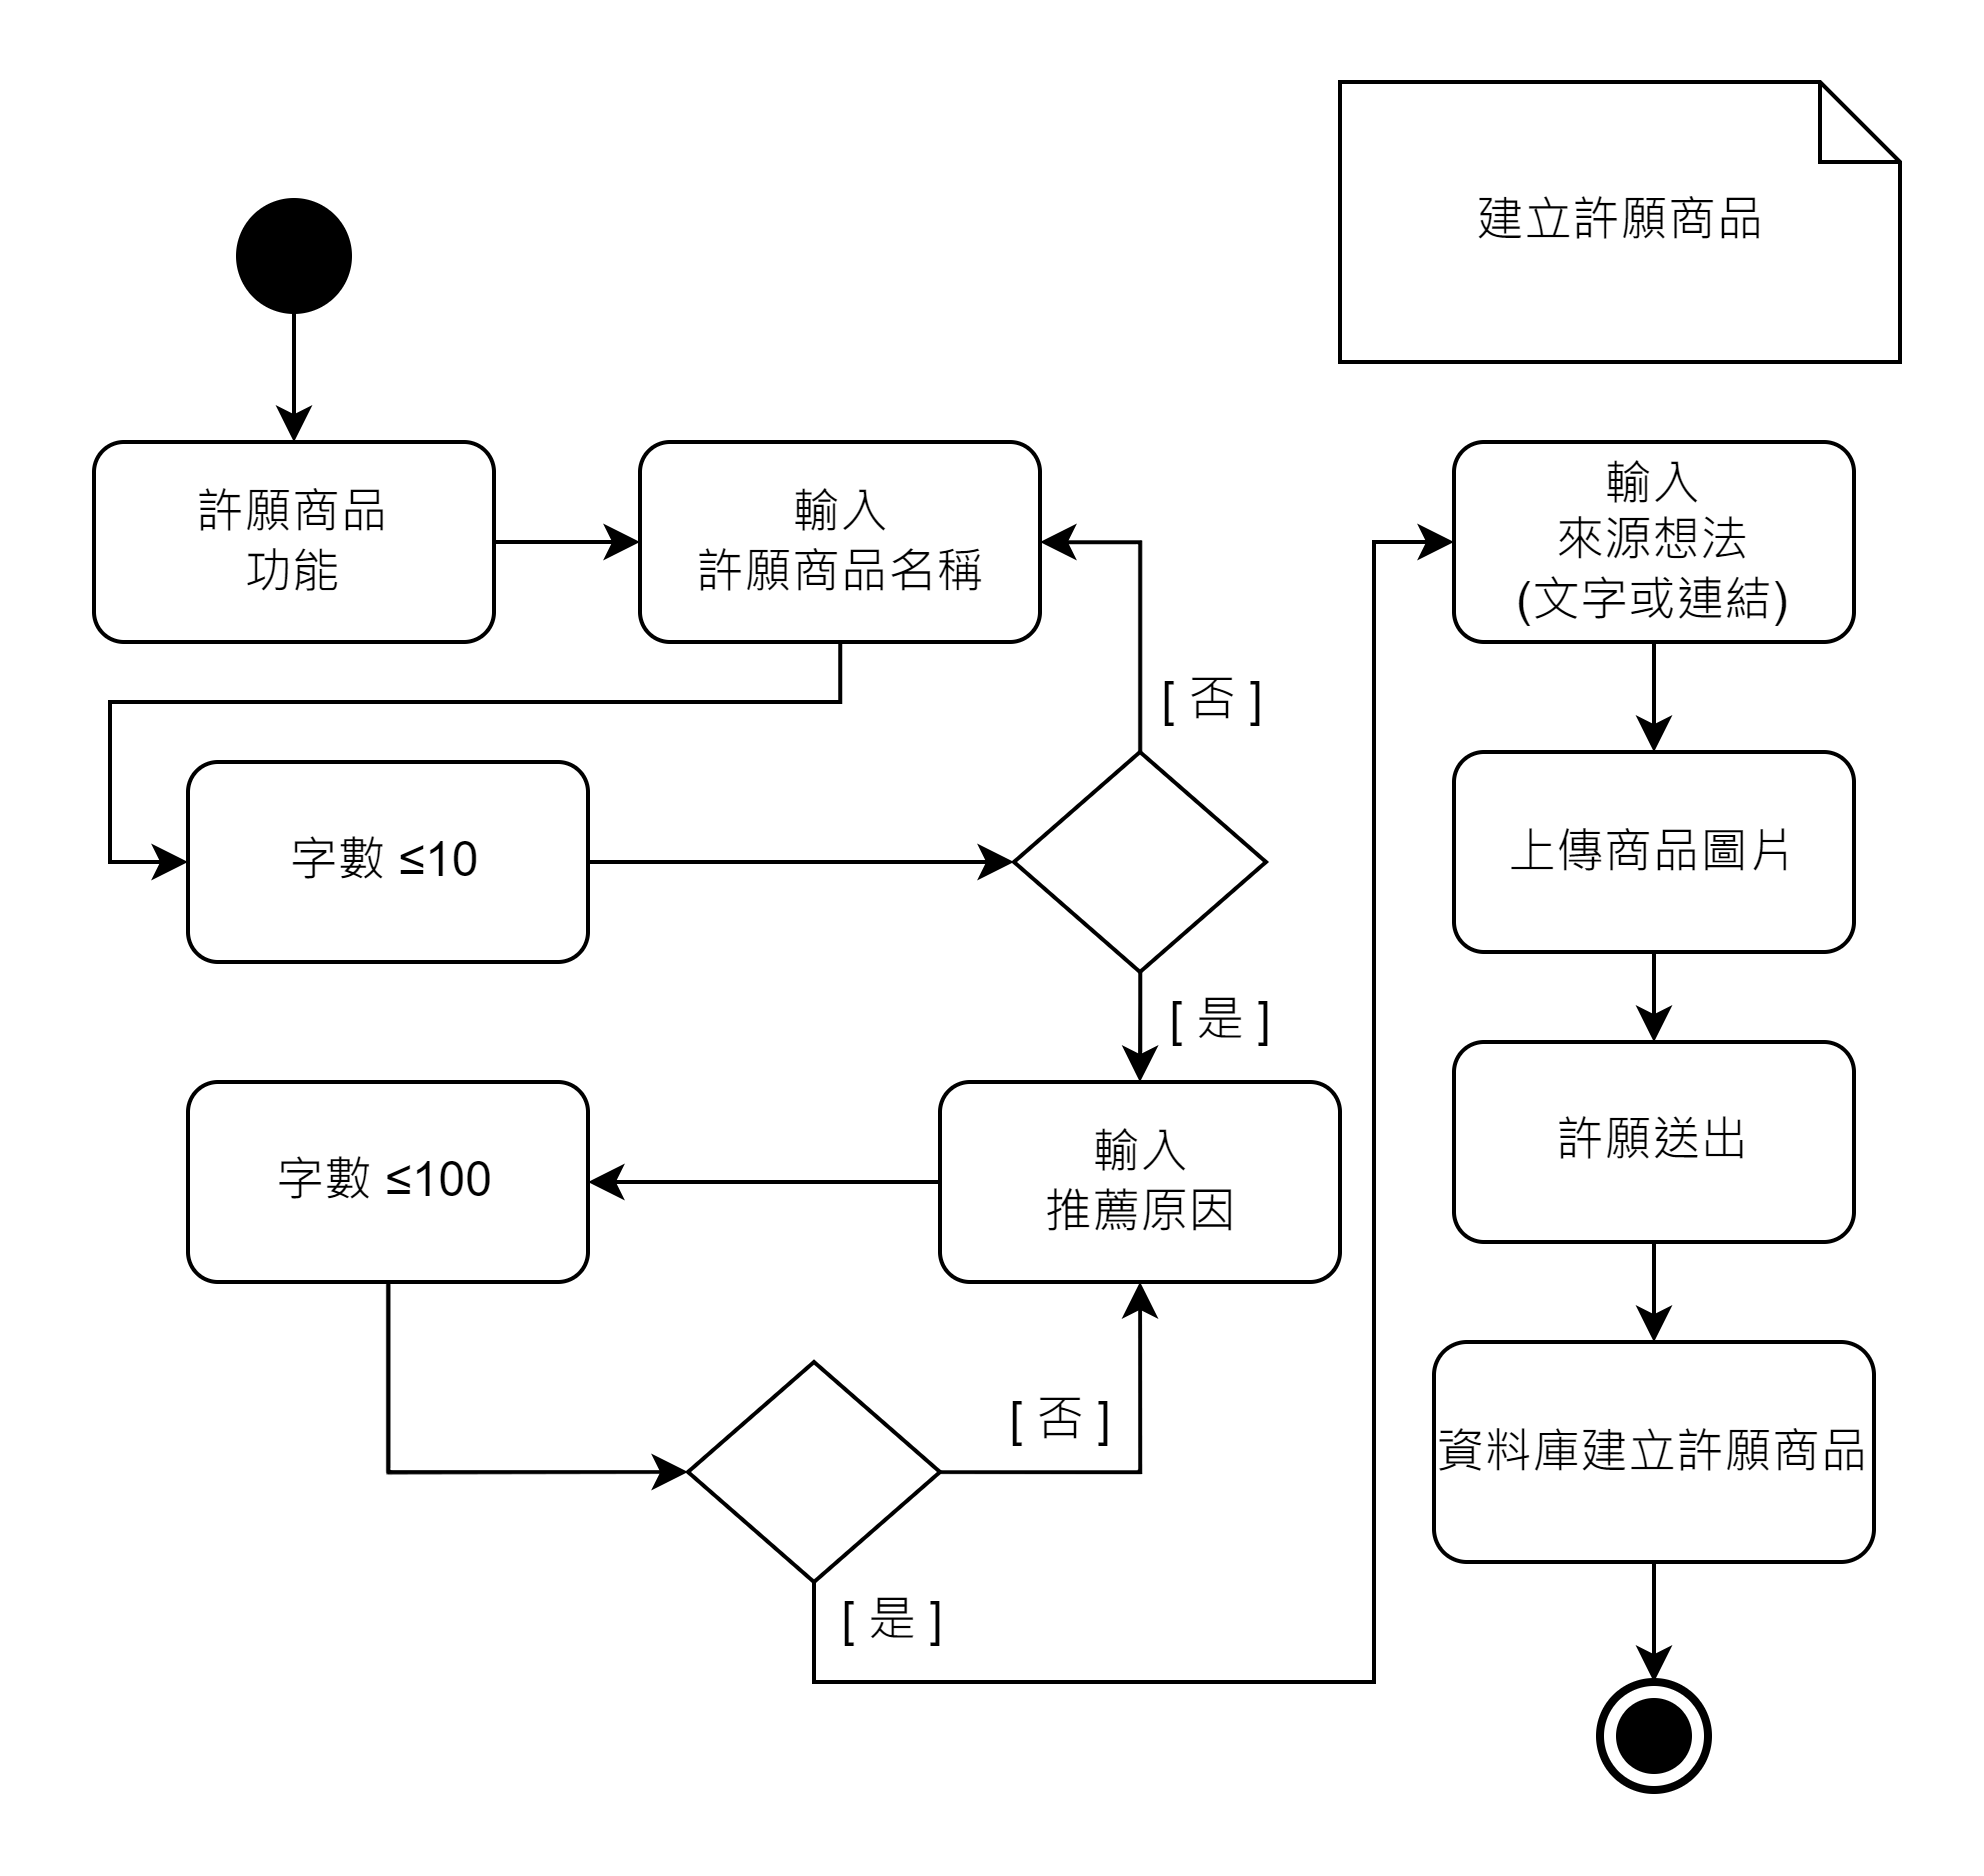 建立許願商品
許願商品
功能
輸入
許願商品名稱
[ 否 ]
字數 ≤10
[ 是 ]
輸入
推薦原因
字數 ≤100
[ 否 ]
[ 是 ]
輸入
來源想法
(文字或連結)
上傳商品圖片
許願送出
資料庫建立許願商品